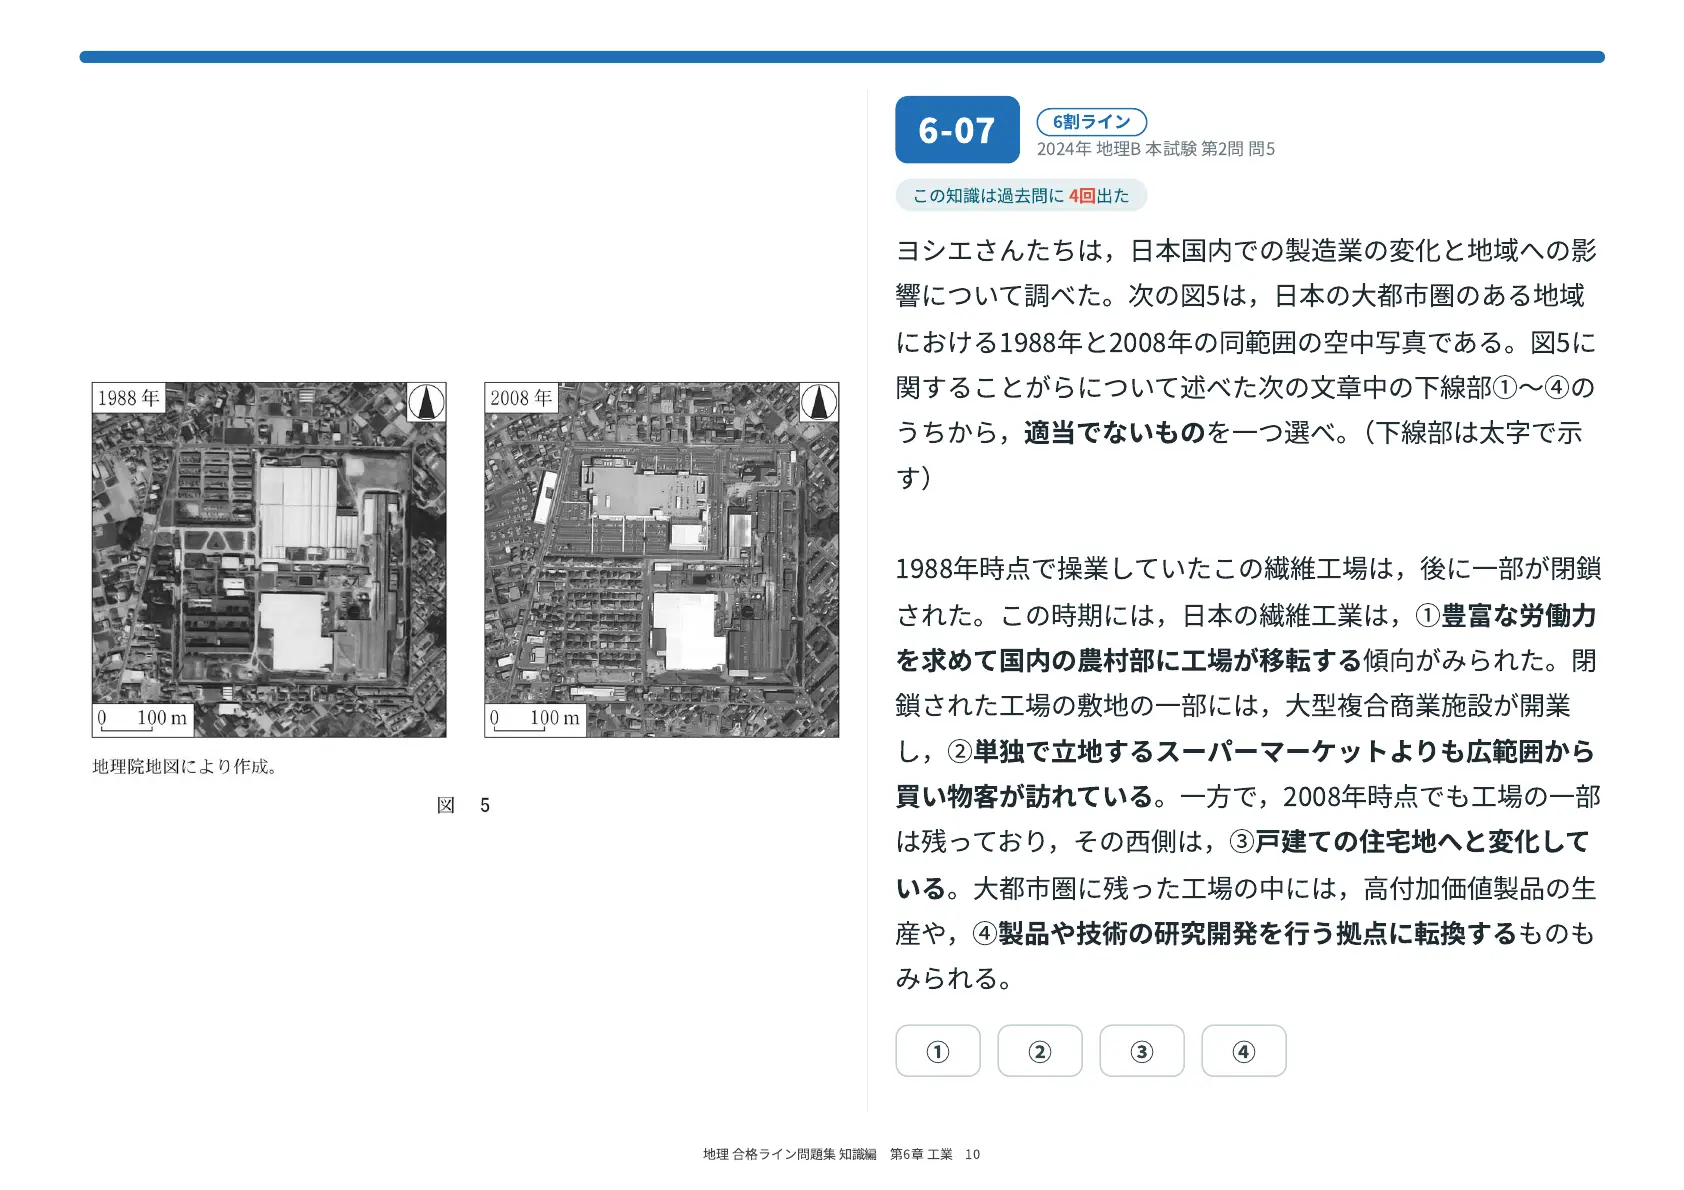 1988 年
0 100 m
2008 年
0 100 m
地理院地図により作成。
図 5
6-07
6割ライン
2024年 地理B 本試験 第2問 問5
この知識は過去問に 4回出た
ヨシエさんたちは，日本国内での製造業の変化と地域への影
響について調べた。次の図5は，日本の大都市圏のある地域
における1988年と2008年の同範囲の空中写真である。図5に
関することがらについて述べた次の文章中の下線部①～④の
うちから，適当でないものを一つ選べ。（下線部は太字で示
す）
1988年時点で操業していたこの繊維工場は，後に一部が閉鎖
された。この時期には，日本の繊維工業は，①豊富な労働力
を求めて国内の農村部に工場が移転する傾向がみられた。閉
鎖された工場の敷地の一部には，大型複合商業施設が開業
し，②単独で立地するスーパーマーケットよりも広範囲から
買い物客が訪れている。一方で，2008年時点でも工場の一部
は残っており，その西側は，③戸建ての住宅地へと変化して
いる。大都市圏に残った工場の中には，高付加価値製品の生
産や，④製品や技術の研究開発を行う拠点に転換するものも
みられる。
① ② ③ ④
地理 合格ライン問題集 知識編 第6章 工業 10